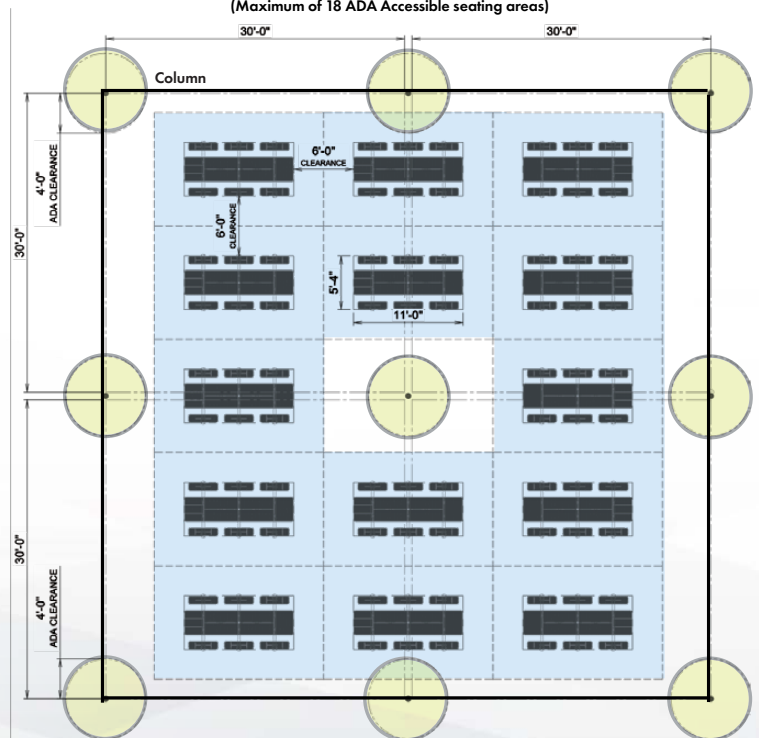 (Maximum of 18 ADA Accessible seating areas)
30'-0"
30'-0"
Column
4'-0"
ADA CLEARANCE
6'-0"
CLEARANCE
6'-0"
CLEARANCE
30'-0"
5'-4"
11'-0"
30'-0"
4'-0"
ADA CLEARANCE